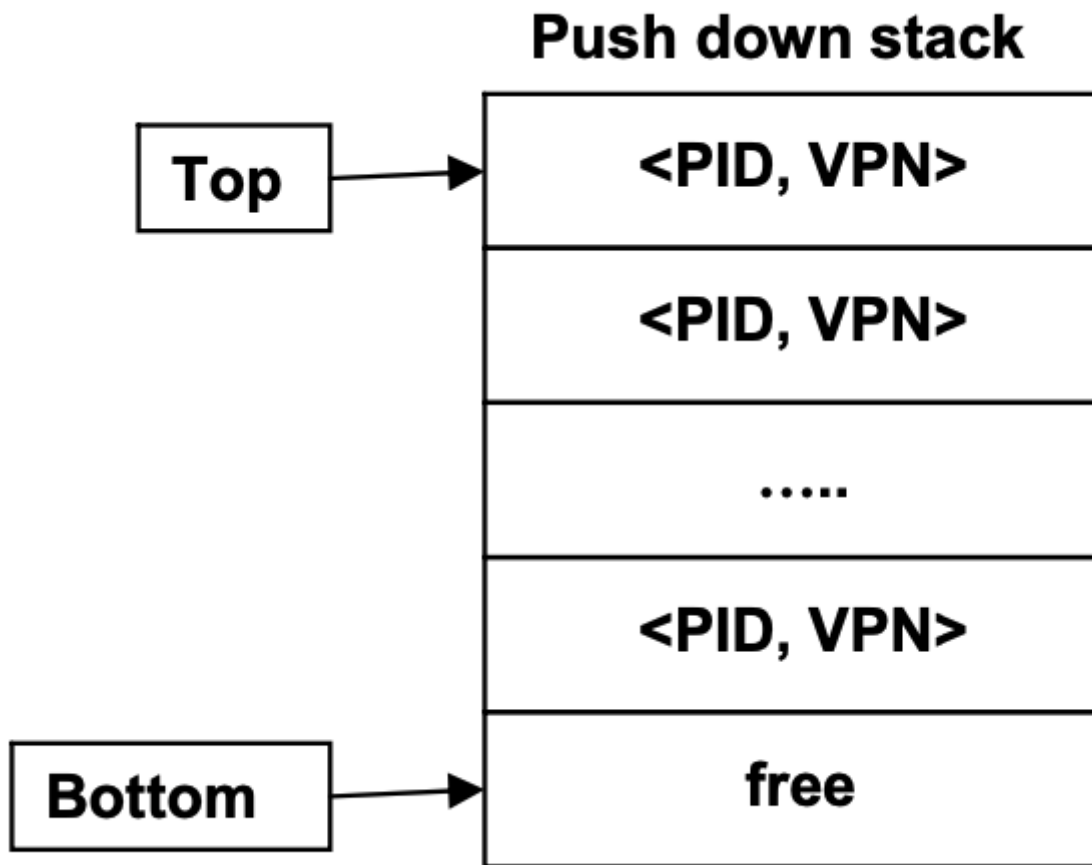 Push down stack
Top
<PID, VPN>
<PID, VPN>
.....
<PID, VPN>
Bottom
free